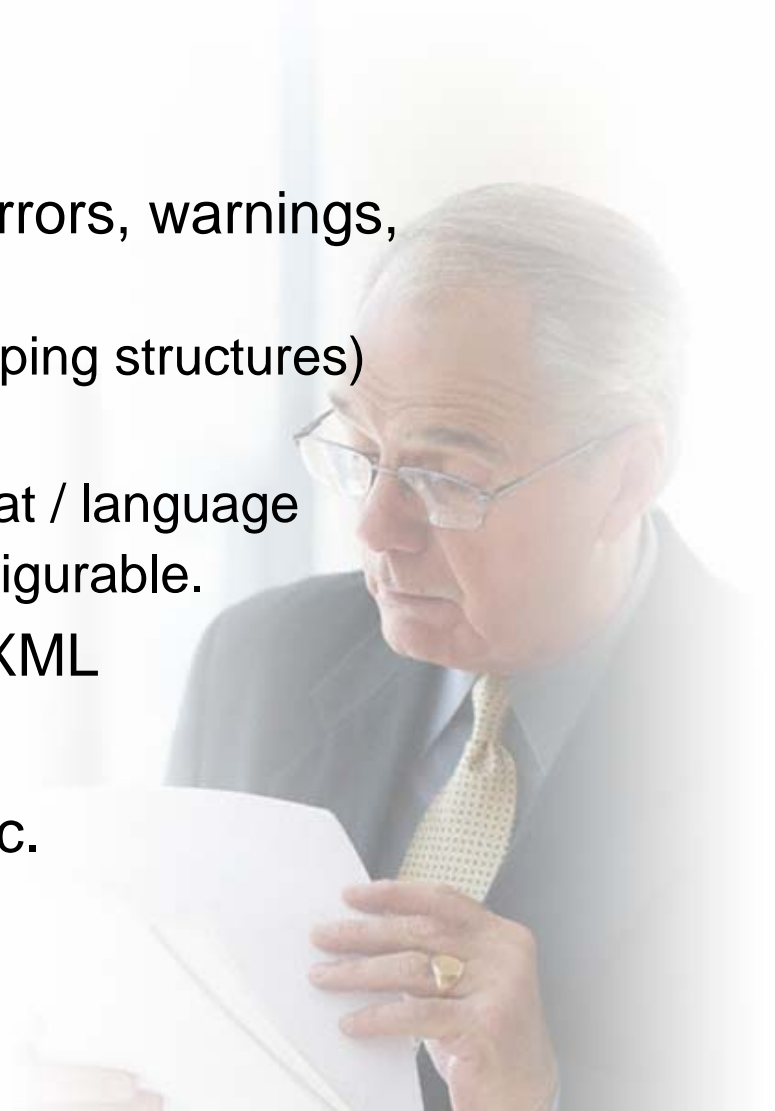 rrors, warnings,
ping structures)
at / language
igurable.
XML
c.